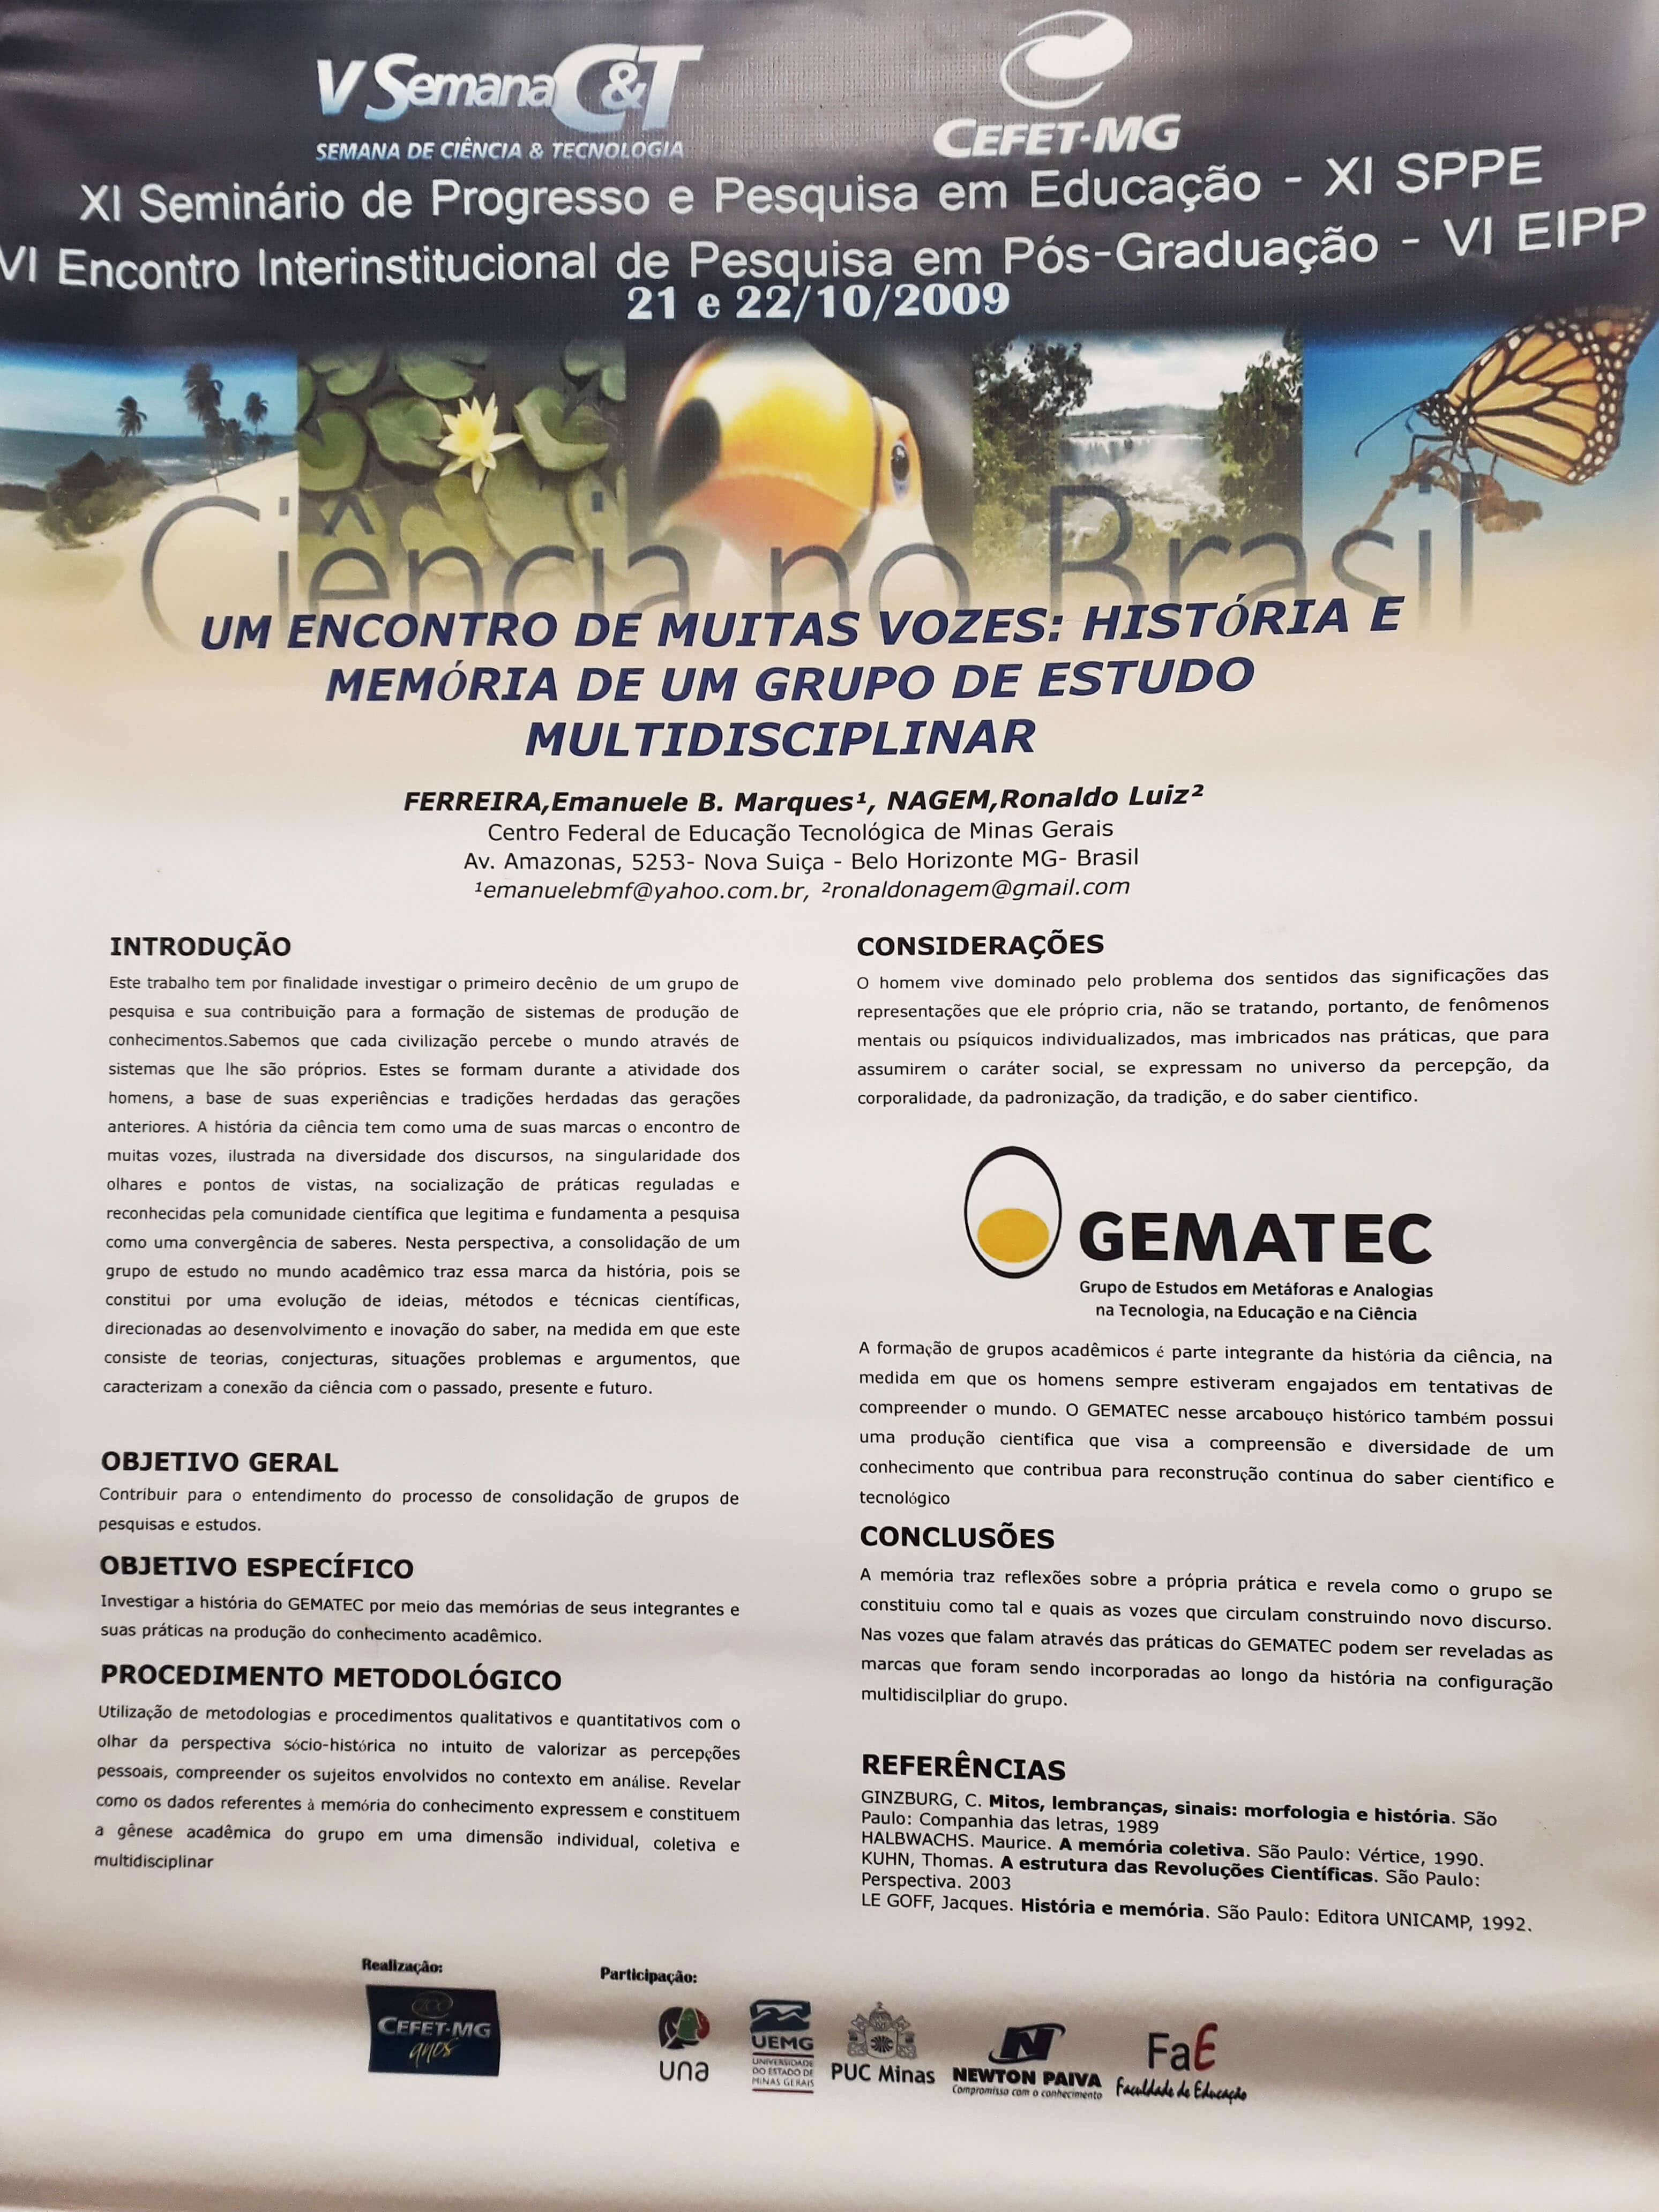 V Semana C&T
SEMANA DE CIÊNCIA & TECNOLOGIA
CEFET-MG
XI Seminário de Progresso e Pesquisa em Educação - XI SPPE
VI Encontro Interinstitucional de Pesquisa em Pós-Graduação - VI EIPP
21 e 22/10/2009
Ciência no Brasil
UM ENCONTRO DE MUITAS VOZES: HISTÓRIA E
MEMÓRIA DE UM GRUPO DE ESTUDO
MULTIDISCIPLINAR
FERREIRA,Emanuele B. Marques¹, NAGEM,Ronaldo Luiz²
Centro Federal de Educação Tecnológica de Minas Gerais
Av. Amazonas, 5253- Nova Suiça - Belo Horizonte MG- Brasil
¹emanuelebmf@yahoo.com.br, ²ronaldonagem@gmail.com
INTRODUÇÃO
Este trabalho tem por finalidade investigar o primeiro decênio de um grupo de
pesquisa e sua contribuição para a formação de sistemas de produção de
conhecimentos.Sabemos que cada civilização percebe o mundo através de
sistemas que lhe são próprios. Estes se formam durante a atividade dos
homens, a base de suas experiências e tradições herdadas das gerações
anteriores. A história da ciência tem como uma de suas marcas o encontro de
muitas vozes, ilustrada na diversidade dos discursos, na singularidade dos
olhares e pontos de vistas, na socialização de práticas reguladas e
reconhecidas pela comunidade científica que legitima e fundamenta a pesquisa
como uma convergência de saberes. Nesta perspectiva, a consolidação de um
grupo de estudo no mundo acadêmico traz essa marca da história, pois se
constitui por uma evolução de ideias, métodos e técnicas científicas,
direcionadas ao desenvolvimento e inovação do saber, na medida em que este
consiste de teorias, conjecturas, situações problemas e argumentos, que
caracterizam a conexão da ciência com o passado, presente e futuro.
OBJETIVO GERAL
Contribuir para o entendimento do processo de consolidação de grupos de
pesquisas e estudos.
OBJETIVO ESPECÍFICO
Investigar a história do GEMATEC por meio das memórias de seus integrantes e
suas práticas na produção do conhecimento acadêmico.
PROCEDIMENTO METODOLÓGICO
Utilização de metodologias e procedimentos qualitativos e quantitativos com o
olhar da perspectiva sócio-histórica no intuito de valorizar as percepções
pessoais, compreender os sujeitos envolvidos no contexto em análise. Revelar
como os dados referentes à memória do conhecimento expressem e constituem
a gênese acadêmica do grupo em uma dimensão individual, coletiva e
multidisciplinar
CONSIDERAÇÕES
O homem vive dominado pelo problema dos sentidos das significações das
representações que ele próprio cria, não se tratando, portanto, de fenômenos
mentais ou psíquicos individualizados, mas imbricados nas práticas, que para
assumirem o caráter social, se expressam no universo da percepção, da
corporalidade, da padronização, da tradição, e do saber cientifico.
GEMATEC
Grupo de Estudos em Metáforas e Analogias
na Tecnologia, na Educação e na Ciência
A formação de grupos acadêmicos é parte integrante da história da ciência, na
medida em que os homens sempre estiveram engajados em tentativas de
compreender o mundo. O GEMATEC nesse arcabouço histórico também possui
uma produção científica que visa a compreensão e diversidade de um
conhecimento que contribua para reconstrução contínua do saber científico e
tecnológico
CONCLUSÕES
A memória traz reflexões sobre a própria prática e revela como o grupo se
constituiu como tal e quais as vozes que circulam construindo novo discurso.
Nas vozes que falam através das práticas do GEMATEC podem ser reveladas as
marcas que foram sendo incorporadas ao longo da história na configuração
multidiscilpliar do grupo.
REFERÊNCIAS
GINZBURG, C. Mitos, lembranças, sinais: morfologia e história. São
Paulo: Companhia das letras, 1989
HALBWACHS. Maurice. A memória coletiva. São Paulo: Vértice, 1990.
KUHN, Thomas. A estrutura das Revoluções Científicas. São Paulo:
Perspectiva. 2003
LE GOFF, Jacques. História e memória. São Paulo: Editora UNICAMP, 1992.
Realização:
Participação:
CEFET-MG
anos
una
UEMG
UNIVERSIDADE
DO ESTADO DE
MINAS GERAIS
PUC Minas
NEWTON PAIVA
Compromisso com o conhecimento
FaE
Faculdade de Educação